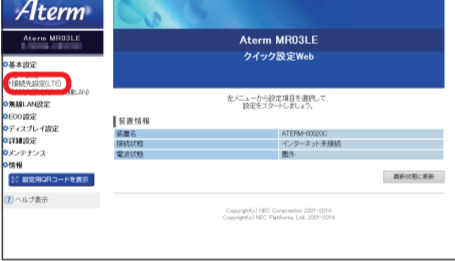 Aterm
Aterm MR03LE
基本設定
接続先設定(LTE)
無線LAN設定
ECO設定
ディスプレイ設定
詳細設定
メンテナンス
情報
設定用QRコードを表示
ヘルプ表示
Aterm MR03LE
クイック設定Web
左メニューから設定項目を選択して、
設定をスタートしましょう。
装置情報
装置名 ATERM-00020C
接続状態 インターネット未接続
電波状態 圏外
最新状態に更新
Copyright(c) NEC Corporation 2001-2014
Copyright(c) NEC Platforms, Ltd. 2001-2014